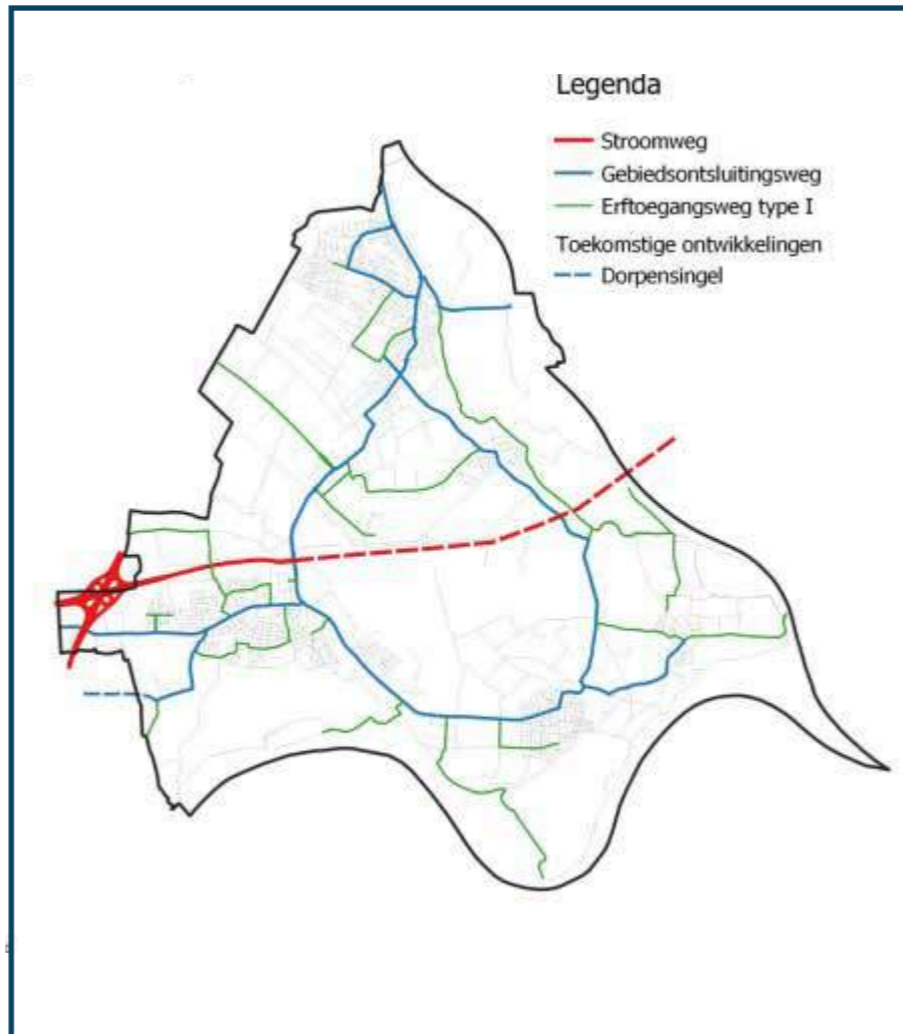 Legenda
Stroomweg
Gebiedsontsluitingsweg
Erftoegangsweg type I
Toekomstige ontwikkelingen
Dorpensingel